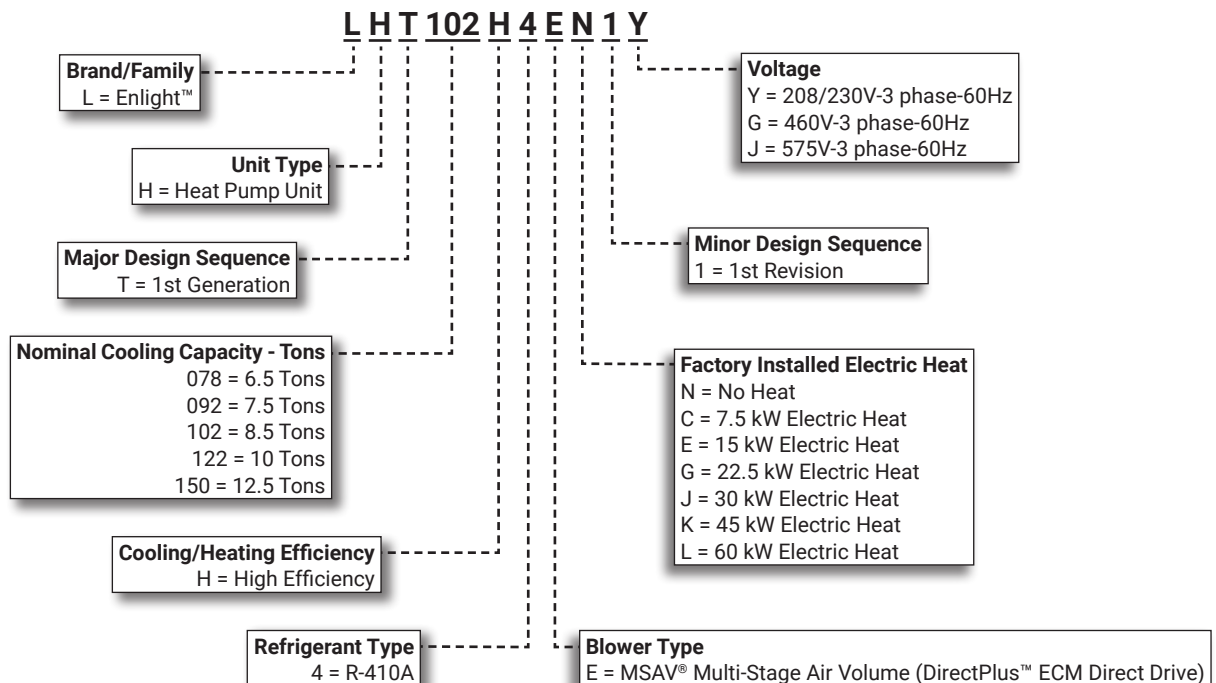 L H T 102 H 4 E N 1 Y
Brand/Family
L = Enlight™
Voltage
Y = 208/230V-3 phase-60Hz
G = 460V-3 phase-60Hz
J = 575V-3 phase-60Hz
Unit Type
H = Heat Pump Unit
Major Design Sequence
T = 1st Generation
Minor Design Sequence
1 = 1st Revision
Nominal Cooling Capacity - Tons
078 = 6.5 Tons
092 = 7.5 Tons
102 = 8.5 Tons
122 = 10 Tons
150 = 12.5 Tons
Factory Installed Electric Heat
N = No Heat
C = 7.5 kW Electric Heat
E = 15 kW Electric Heat
G = 22.5 kW Electric Heat
J = 30 kW Electric Heat
K = 45 kW Electric Heat
L = 60 kW Electric Heat
Cooling/Heating Efficiency
H = High Efficiency
Refrigerant Type
4 = R-410A
Blower Type
E = MSAV® Multi-Stage Air Volume (DirectPlus™ ECM Direct Drive)